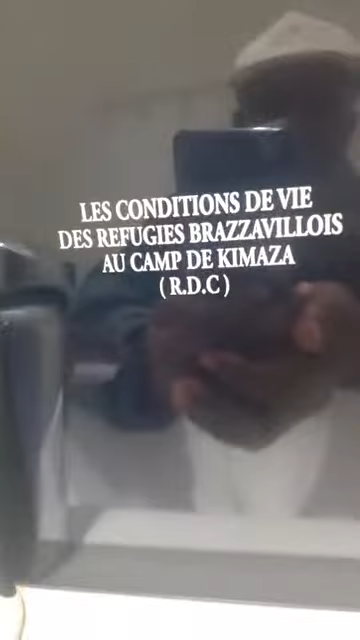 LES CONDITIONS DE VIE
DES REFUGIES BRAZZAVILLOIS
AU CAMP DE KIMAZA
( R.D.C )